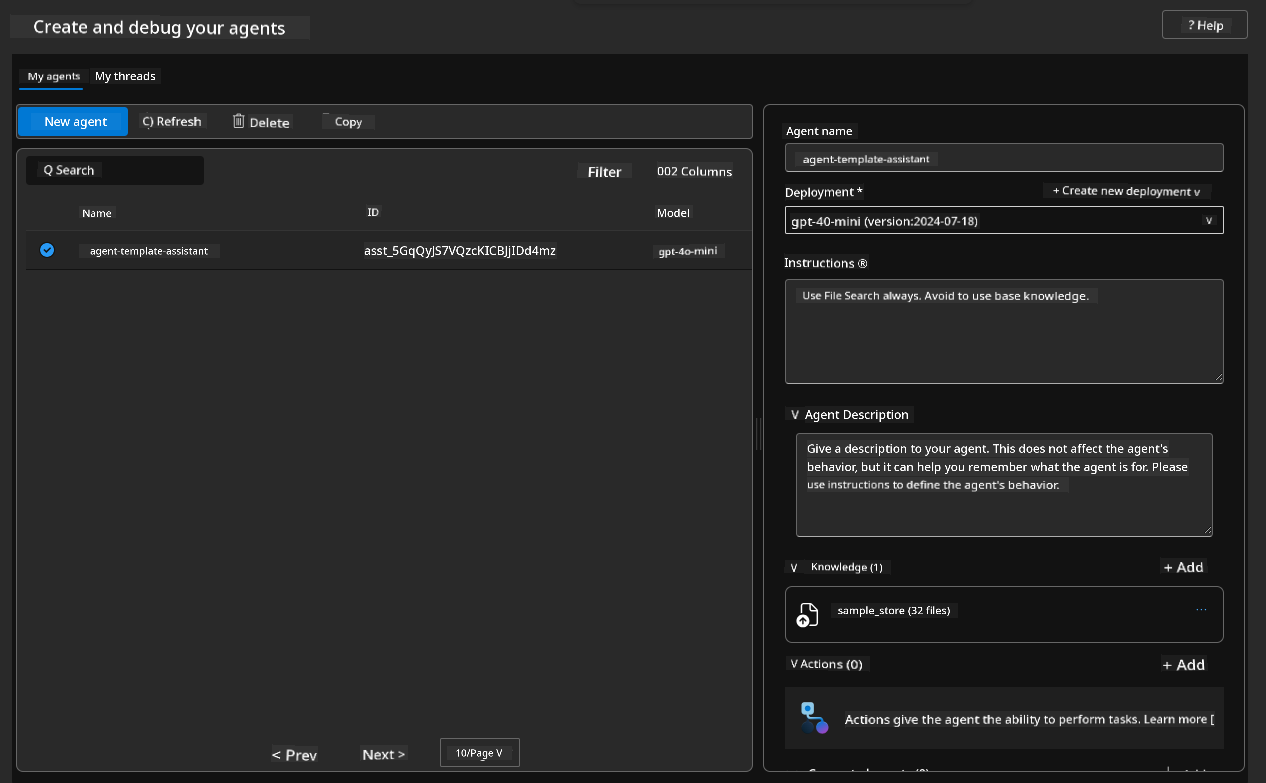 Create and debug your agents
? Help
My agents
My threads
New agent
C) Refresh
Delete
Copy
Q Search
Filter
002 Columns
Name
ID
Model
agent-template-assistant
asst_5GqQyJS7VQzcKICBJjIDd4mz
gpt-4o-mini
< Prev
Next >
10/Page V
Agent name
agent-template-assistant
Deployment *
+ Create new deployment v
gpt-40-mini (version:2024-07-18)
v
Instructions ®
Use File Search always. Avoid to use base knowledge.
V Agent Description
Give a description to your agent. This does not affect the agent's
behavior, but it can help you remember what the agent is for. Please
use instructions to define the agent's behavior.
V Knowledge (1)
+ Add
sample_store (32 files)
...
V Actions (0)
+ Add
Actions give the agent the ability to perform tasks. Learn more [